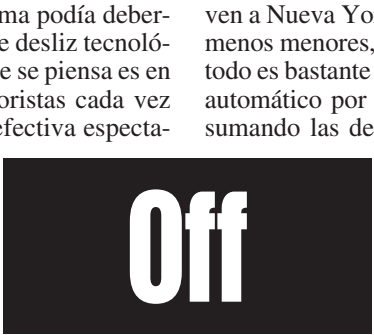 ma podía deber-
e desliz tecnoló-
e se piensa es en
oristas cada vez
efectiva especta-
ven a Nueva Yor
menos menores,
todo es bastante
automático por
sumando las de
Off